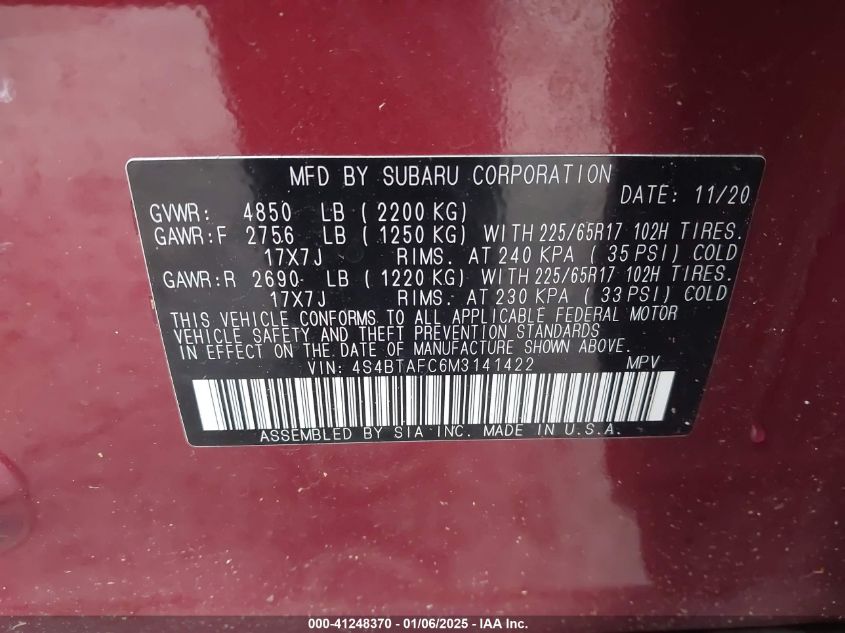 MFD BY SUBARU CORPORATION
DATE: 11/20
GVWR: 4850 LB ( 2200 KG)
GAWR:F 2756 LB ( 1250 KG) WITH 225/65R17 102H TIRES.
17X7J RIMS. AT 240 KPA ( 35 PSI) COLD
GAWR:R 2690 LB ( 1220 KG) WITH 225/65R17 102H TIRES.
17X7J RIMS. AT 230 KPA ( 33 PSI) COLD
THIS VEHICLE CONFORMS TO ALL APPLICABLE FEDERAL MOTOR
VEHICLE SAFETY AND THEFT PREVENTION STANDARDS
IN EFFECT ON THE DATE OF MANUFACTURE SHOWN ABOVE.
VIN: 4S4BTAFC6M3141422 MPV
ASSEMBLED BY SIA INC. MADE IN U.S.A.
000-41248370 - 01/06/2025 - IAA Inc.